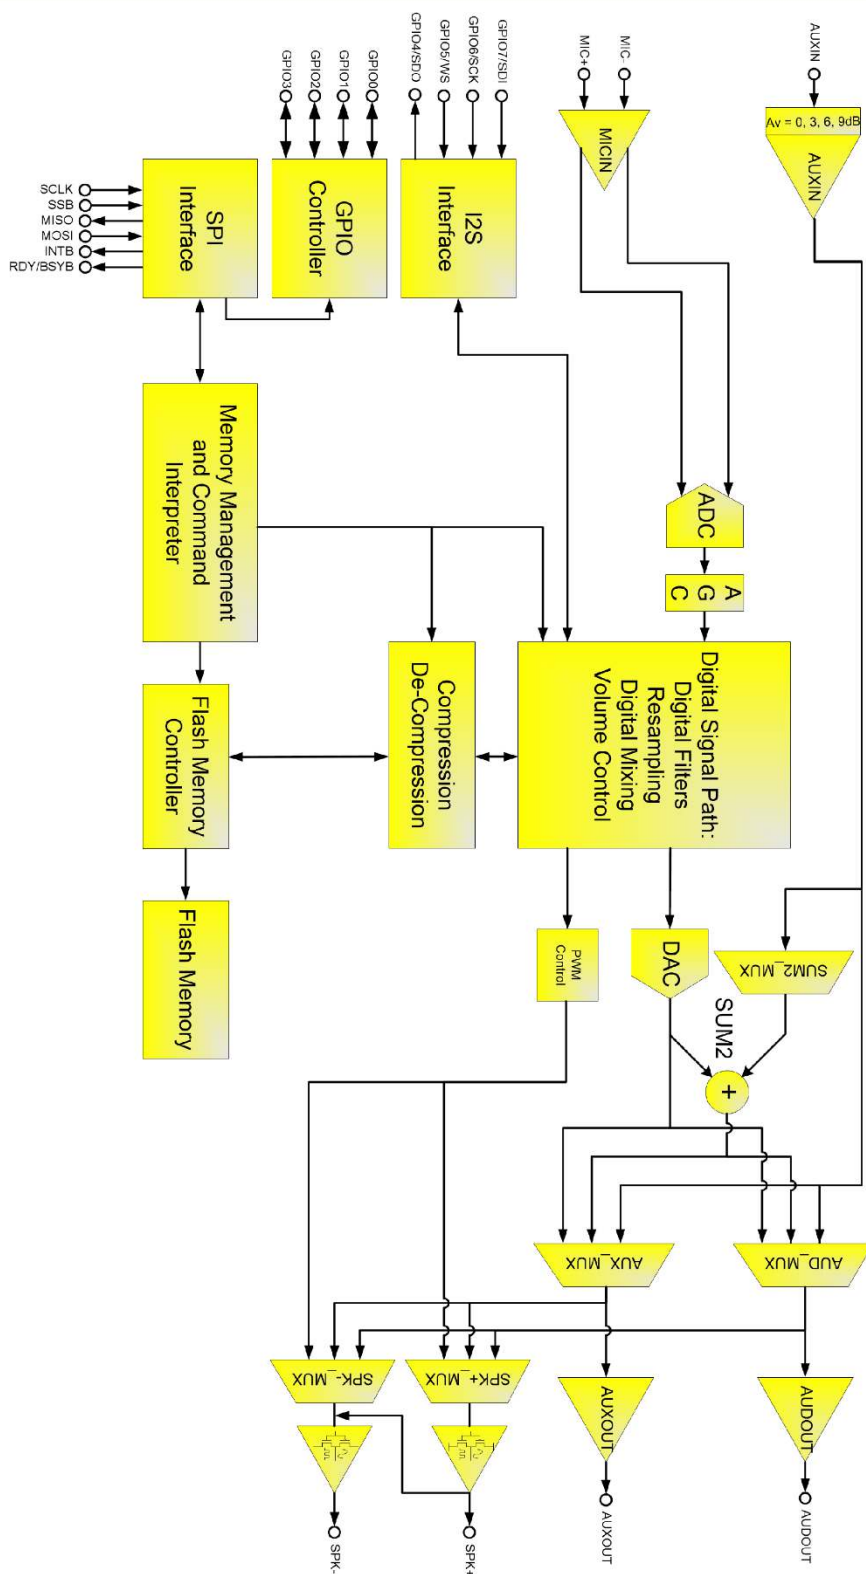 AUXIN
Av = 0, 3, 6, 9dB
AUXIN
MIC-
MIC+
MICIN
GPIO7/SDI
GPIO6/SCK
GPIO5/WS
GPIO4/SDO
I2S
Interface
GPIO0
GPIO1
GPIO2
GPIO3
GPIO
Controller
SPI
Interface
SCLK
SSB
MISO
MOSI
INTB
RDY/BSYB
ADC
A
G
C
Digital Signal Path:
Digital Filters
Resampling
Digital Mixing
Volume Control
Compression
De-Compression
Memory Management
and Command
Interpreter
Flash Memory
Controller
Flash Memory
PWM
Control
DAC
SUM2_MUX
SUM2
+
AUD_MUX
AUX_MUX
SPK+_MUX
SPK-_MUX
AUDOUT
AUXOUT
AUDOUT
AUXOUT
SPK+
SPK-